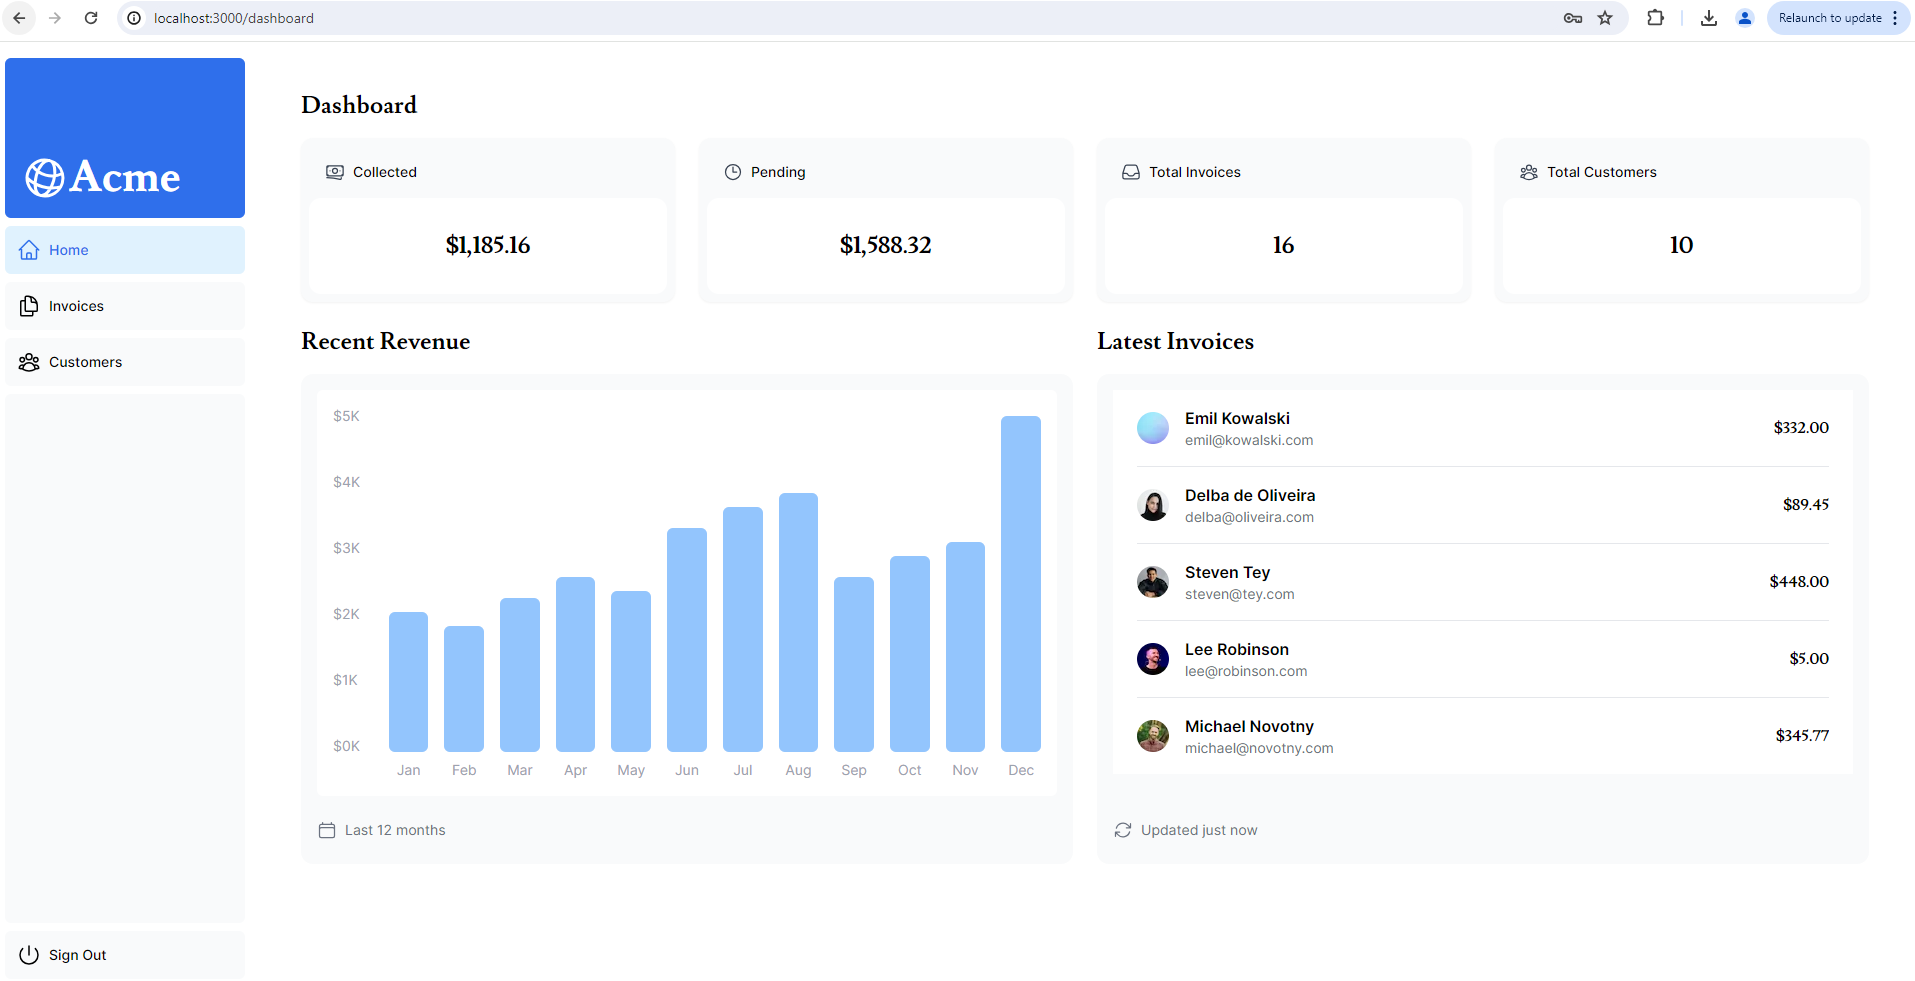 localhost:3000/dashboard
Relaunch to update
Acme
Home
Invoices
Customers
Sign Out
Dashboard
Collected
$1,185.16
Pending
$1,588.32
Total Invoices
16
Total Customers
10
Recent Revenue
$5K
$4K
$3K
$2K
$1K
$0K
Jan Feb Mar Apr May Jun Jul Aug Sep Oct Nov Dec
Last 12 months
Latest Invoices
Emil Kowalski
emil@kowalski.com
$332.00
Delba de Oliveira
delba@oliveira.com
$89.45
Steven Tey
steven@tey.com
$448.00
Lee Robinson
lee@robinson.com
$5.00
Michael Novotny
michael@novotny.com
$345.77
Updated just now